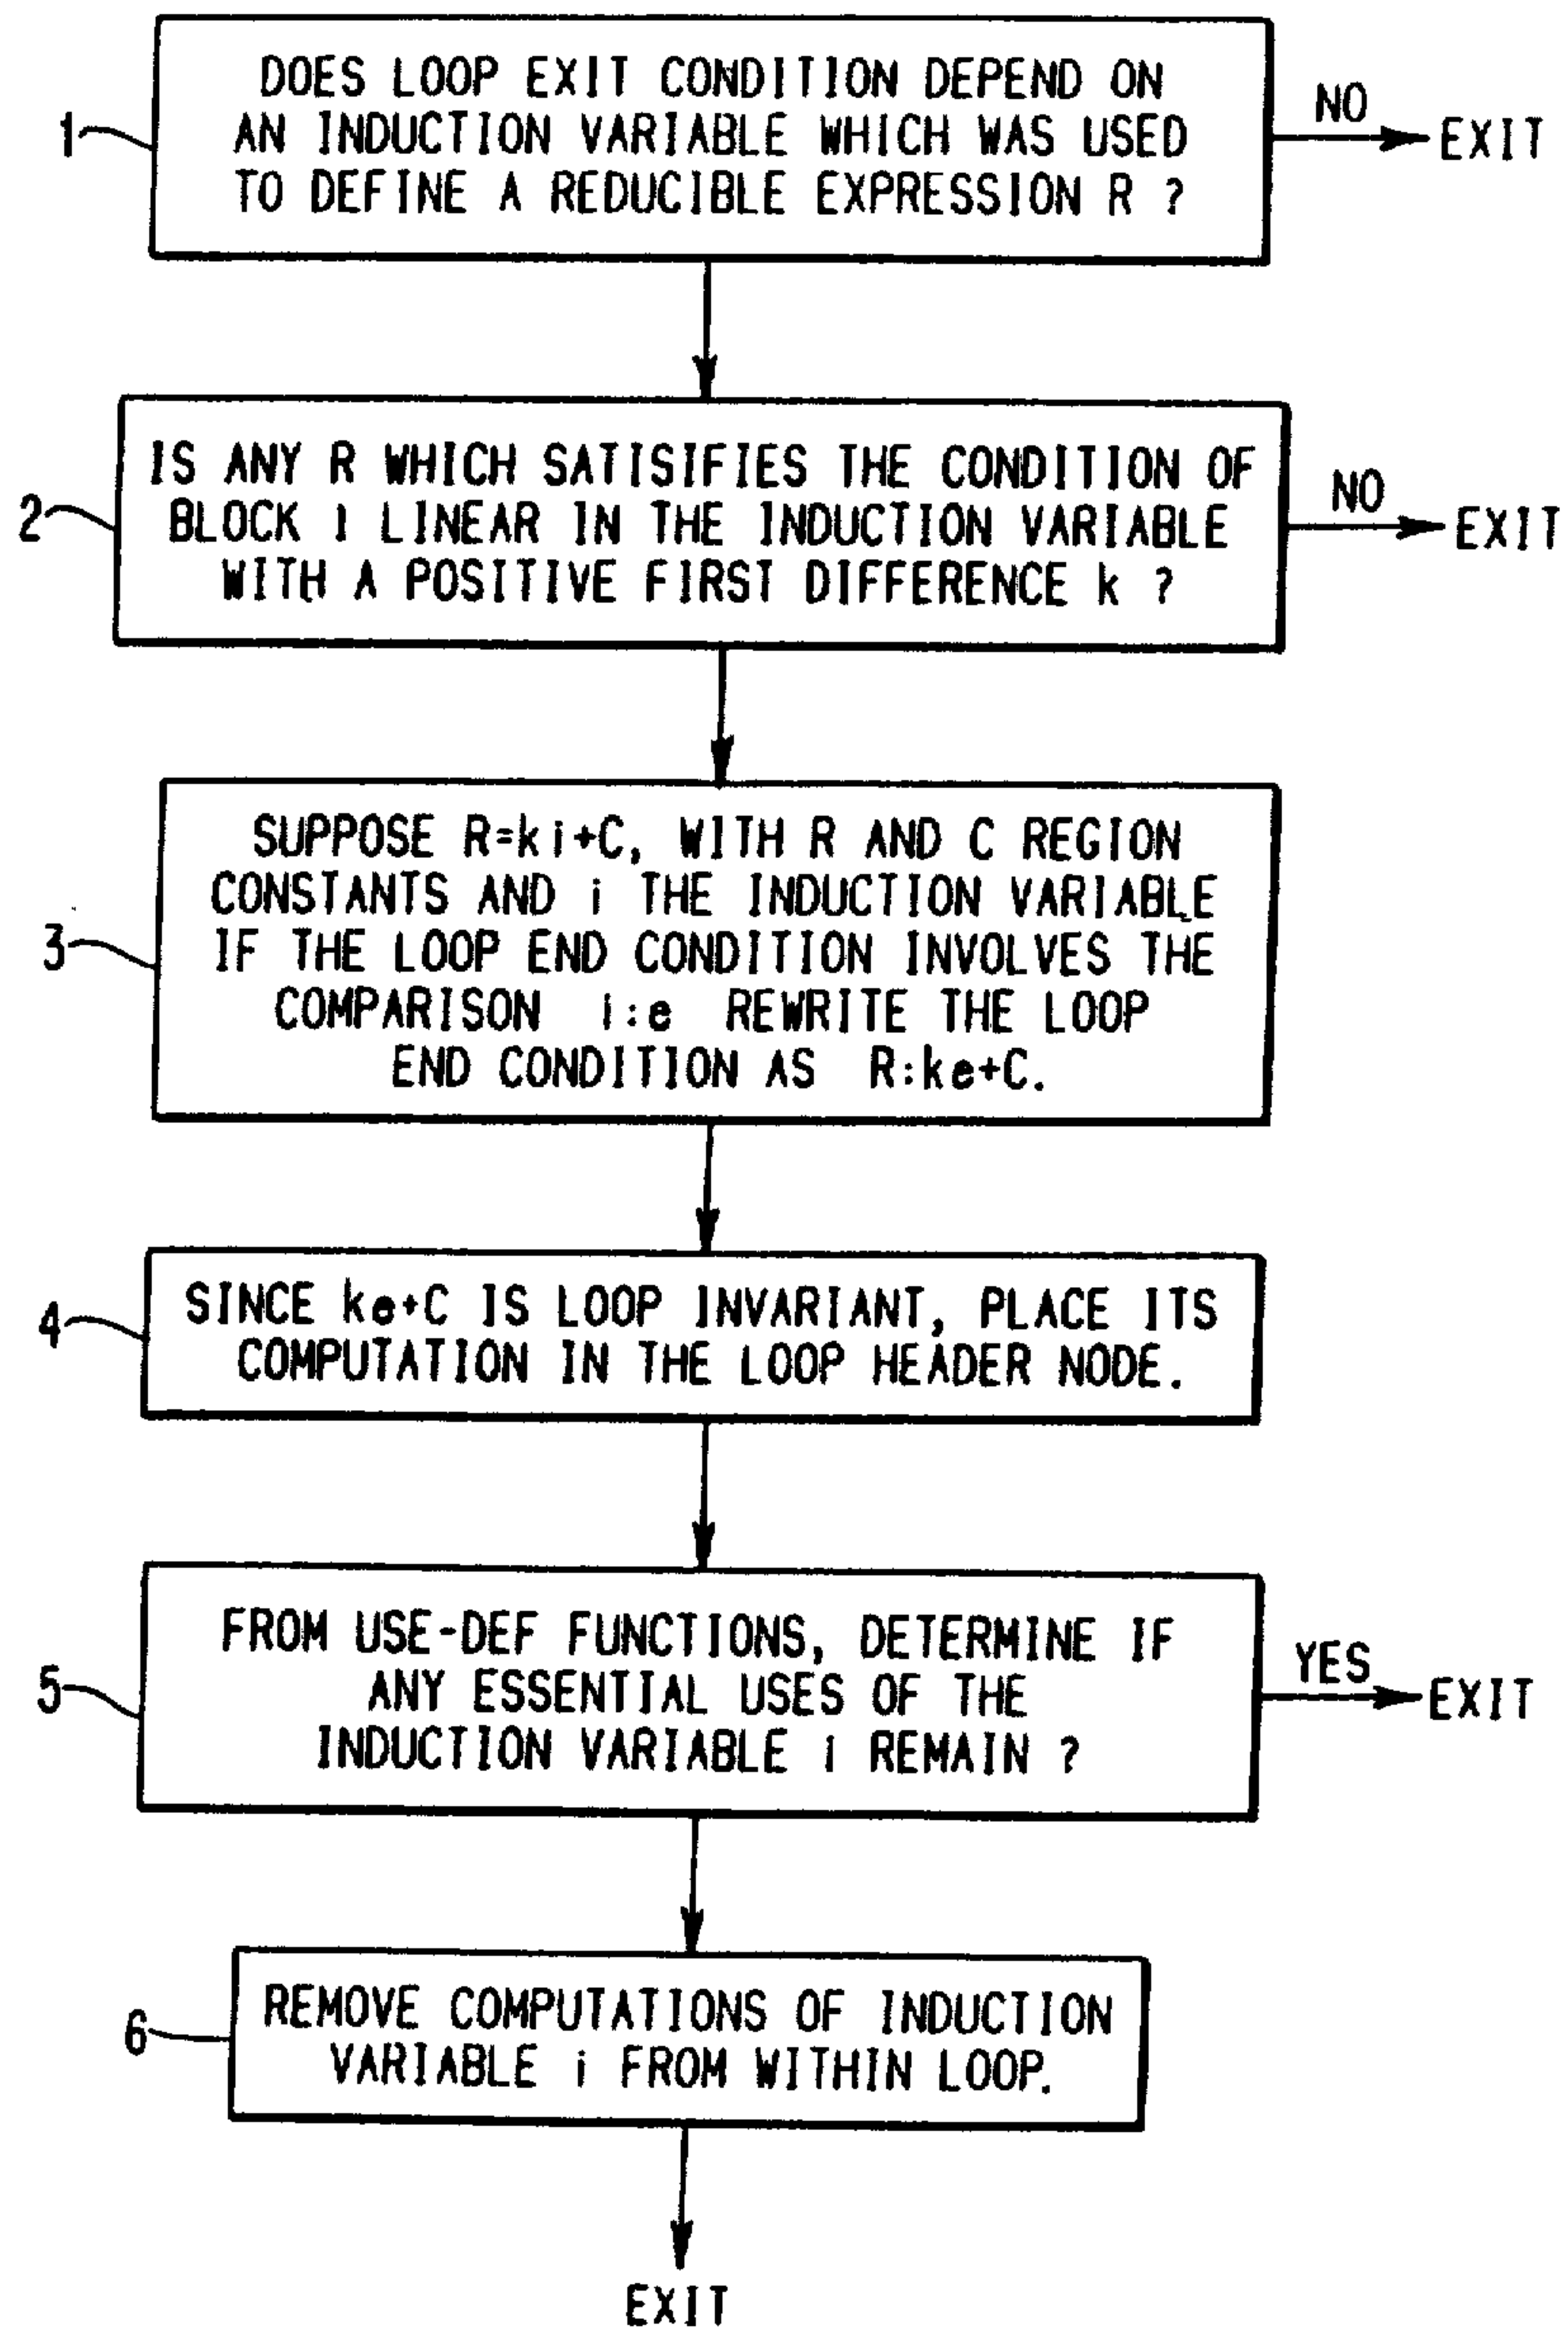 DOES LOOP EXIT CONDITION DEPEND ON
AN INDUCTION VARIABLE WHICH WAS USED
TO DEFINE A REDUCIBLE EXPRESSION R ?
1
NO
EXIT
IS ANY R WHICH SATISIFIES THE CONDITION OF
BLOCK 1 LINEAR IN THE INDUCTION VARIABLE
WITH A POSITIVE FIRST DIFFERENCE k ?
2
NO
EXIT
SUPPOSE R=ki+C, WITH R AND C REGION
CONSTANTS AND i THE INDUCTION VARIABLE
IF THE LOOP END CONDITION INVOLVES THE
COMPARISON i:e REWRITE THE LOOP
END CONDITION AS R:ke+C.
3
SINCE ke+C IS LOOP INVARIANT, PLACE ITS
COMPUTATION IN THE LOOP HEADER NODE.
4
FROM USE-DEF FUNCTIONS, DETERMINE IF
ANY ESSENTIAL USES OF THE
INDUCTION VARIABLE i REMAIN ?
5
YES
EXIT
REMOVE COMPUTATIONS OF INDUCTION
VARIABLE i FROM WITHIN LOOP.
6
EXIT